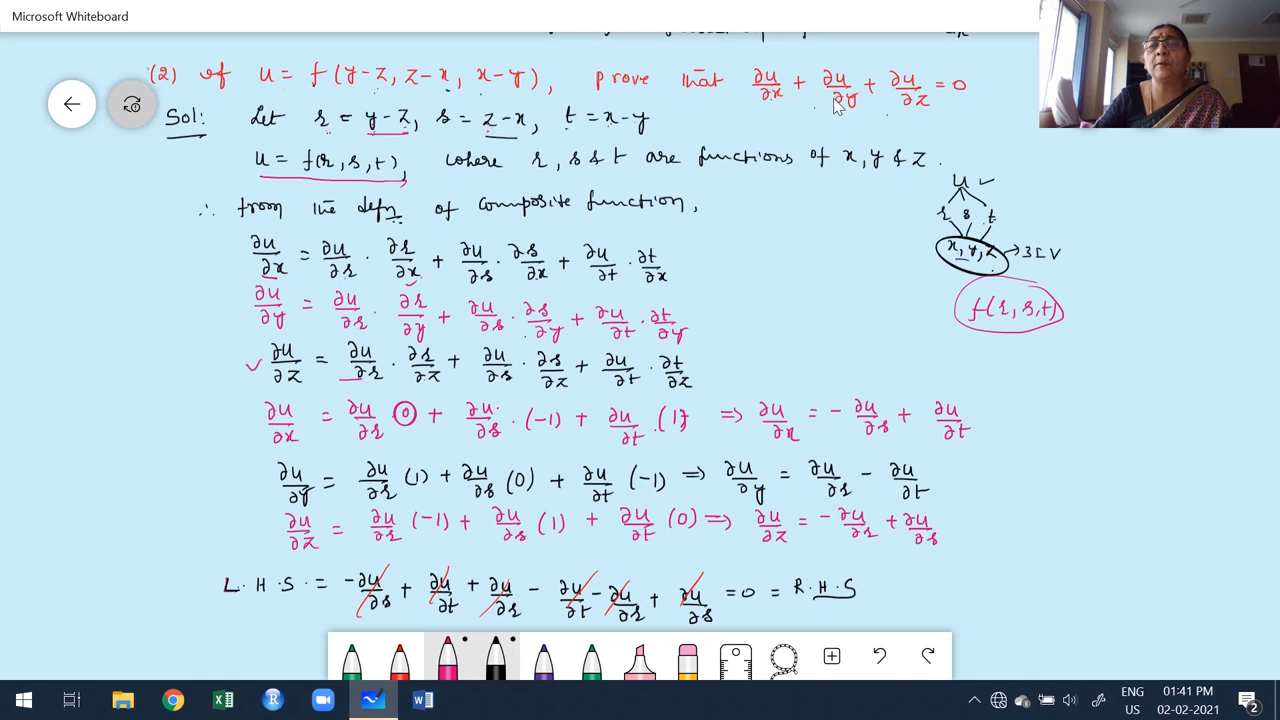 Microsoft Whiteboard
(2) If u = f(y-z, z-x, x-y), prove that ∂u/∂x + ∂u/∂y + ∂u/∂z = 0
Sol: Let r = y-z, s = z-x, t = x-y
u = f(r, s, t), where r, s & t are functions of x, y & z.
∴ from the defn of composite function,
u ✓
r s t
x, y, z → 3 I V
f(r, s, t)
∂u/∂x = ∂u/∂r · ∂r/∂x + ∂u/∂s · ∂s/∂x + ∂u/∂t · ∂t/∂x
∂u/∂y = ∂u/∂r · ∂r/∂y + ∂u/∂s · ∂s/∂y + ∂u/∂t · ∂t/∂y
✓ ∂u/∂z = ∂u/∂r · ∂r/∂z + ∂u/∂s · ∂s/∂z + ∂u/∂t · ∂t/∂z
∂u/∂x = ∂u/∂r 0 + ∂u/∂s · (-1) + ∂u/∂t · (1) ⇒ ∂u/∂x = - ∂u/∂s + ∂u/∂t
∂u/∂y = ∂u/∂r (1) + ∂u/∂s (0) + ∂u/∂t (-1) ⇒ ∂u/∂y = ∂u/∂r - ∂u/∂t
∂u/∂z = ∂u/∂r (-1) + ∂u/∂s (1) + ∂u/∂t (0) ⇒ ∂u/∂z = -∂u/∂r + ∂u/∂s
L.H.S. = -∂u/∂s + ∂u/∂t + ∂u/∂r - ∂u/∂t - ∂u/∂r + ∂u/∂s = 0 = R.H.S
ENG
US
01:41 PM
02-02-2021
2